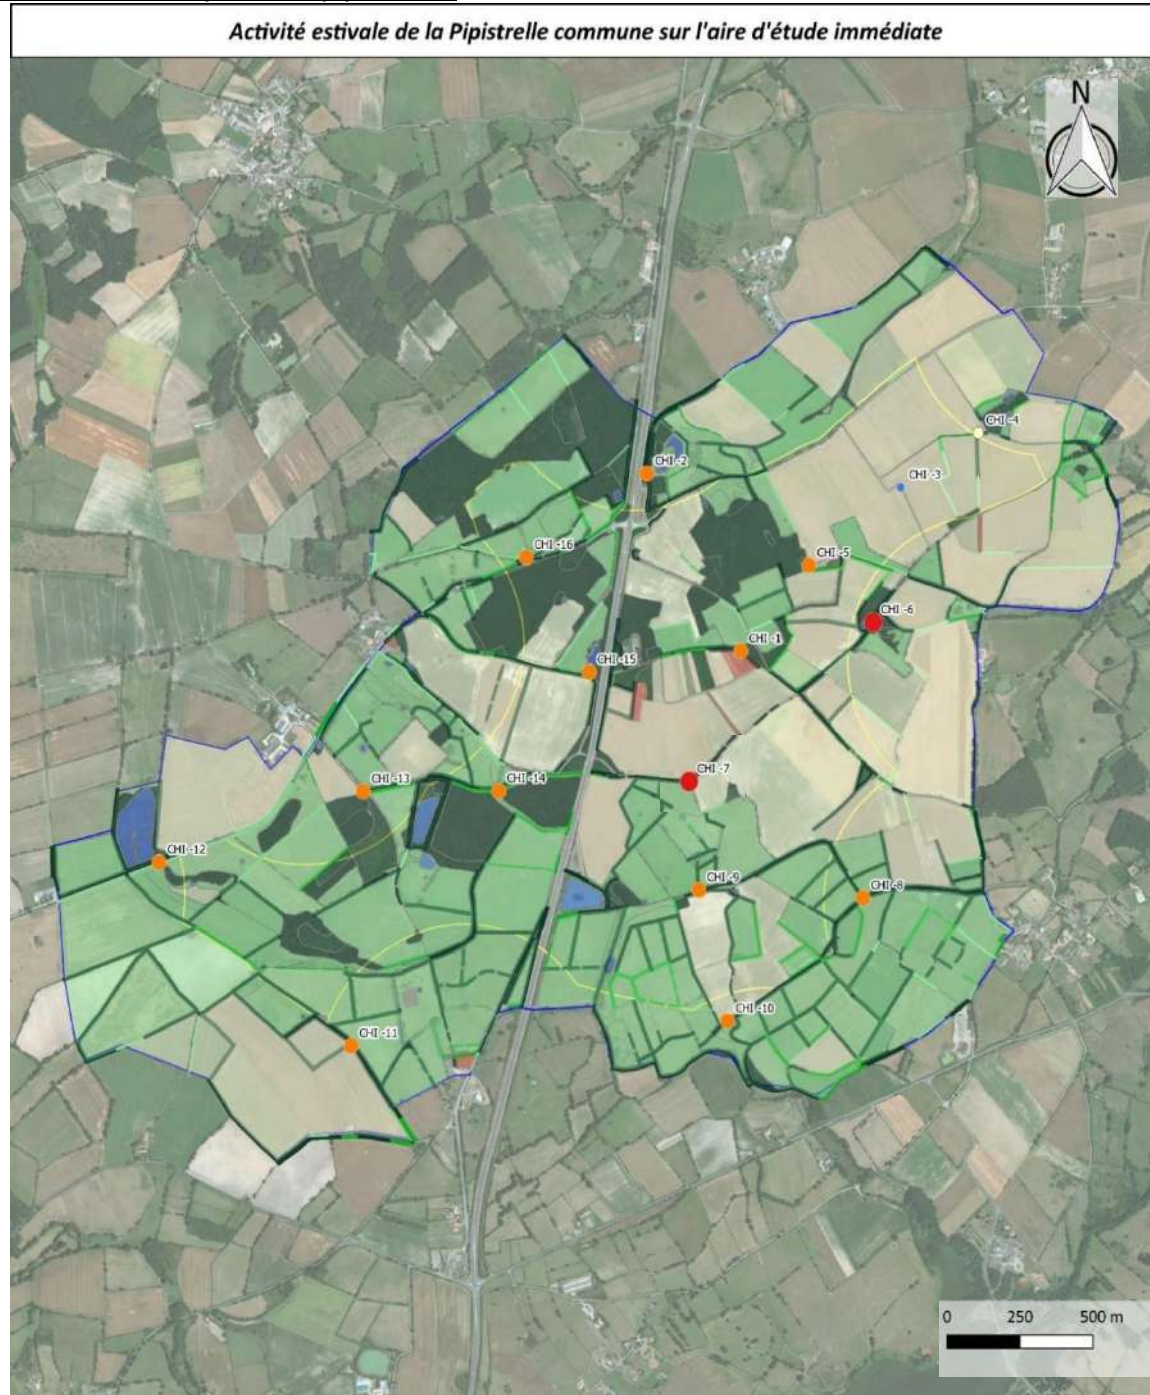 Activité estivale de la Pipistrelle commune sur l'aire d'étude immédiate
N
CHI -4
CHI -2
CHI -3
CHI -16
CHI -5
CHI -6
CHI -1
CHI -15
CHI -7
CHI -13
CHI -14
CHI -12
CHI -9
CHI -8
CHI -10
CHI -11
0 250 500 m